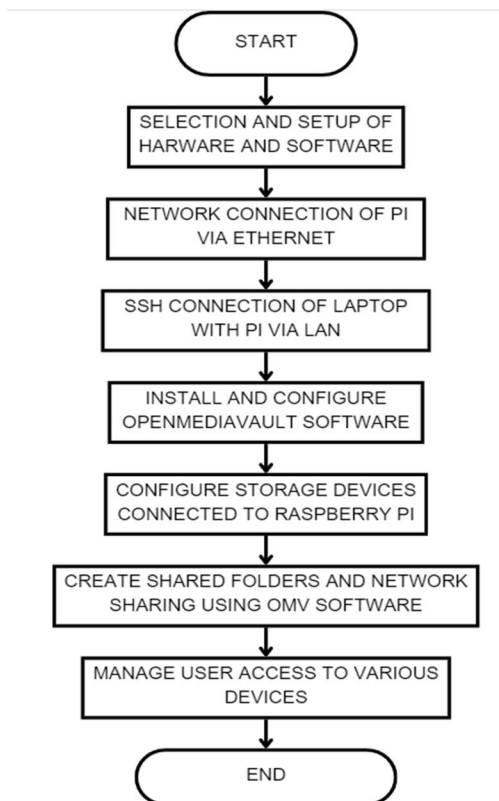 START
SELECTION AND SETUP OF
HARWARE AND SOFTWARE
NETWORK CONNECTION OF PI
VIA ETHERNET
SSH CONNECTION OF LAPTOP
WITH PI VIA LAN
INSTALL AND CONFIGURE
OPENMEDIAVAULT SOFTWARE
CONFIGURE STORAGE DEVICES
CONNECTED TO RASPBERRY PI
CREATE SHARED FOLDERS AND NETWORK
SHARING USING OMV SOFTWARE
MANAGE USER ACCESS TO VARIOUS
DEVICES
END